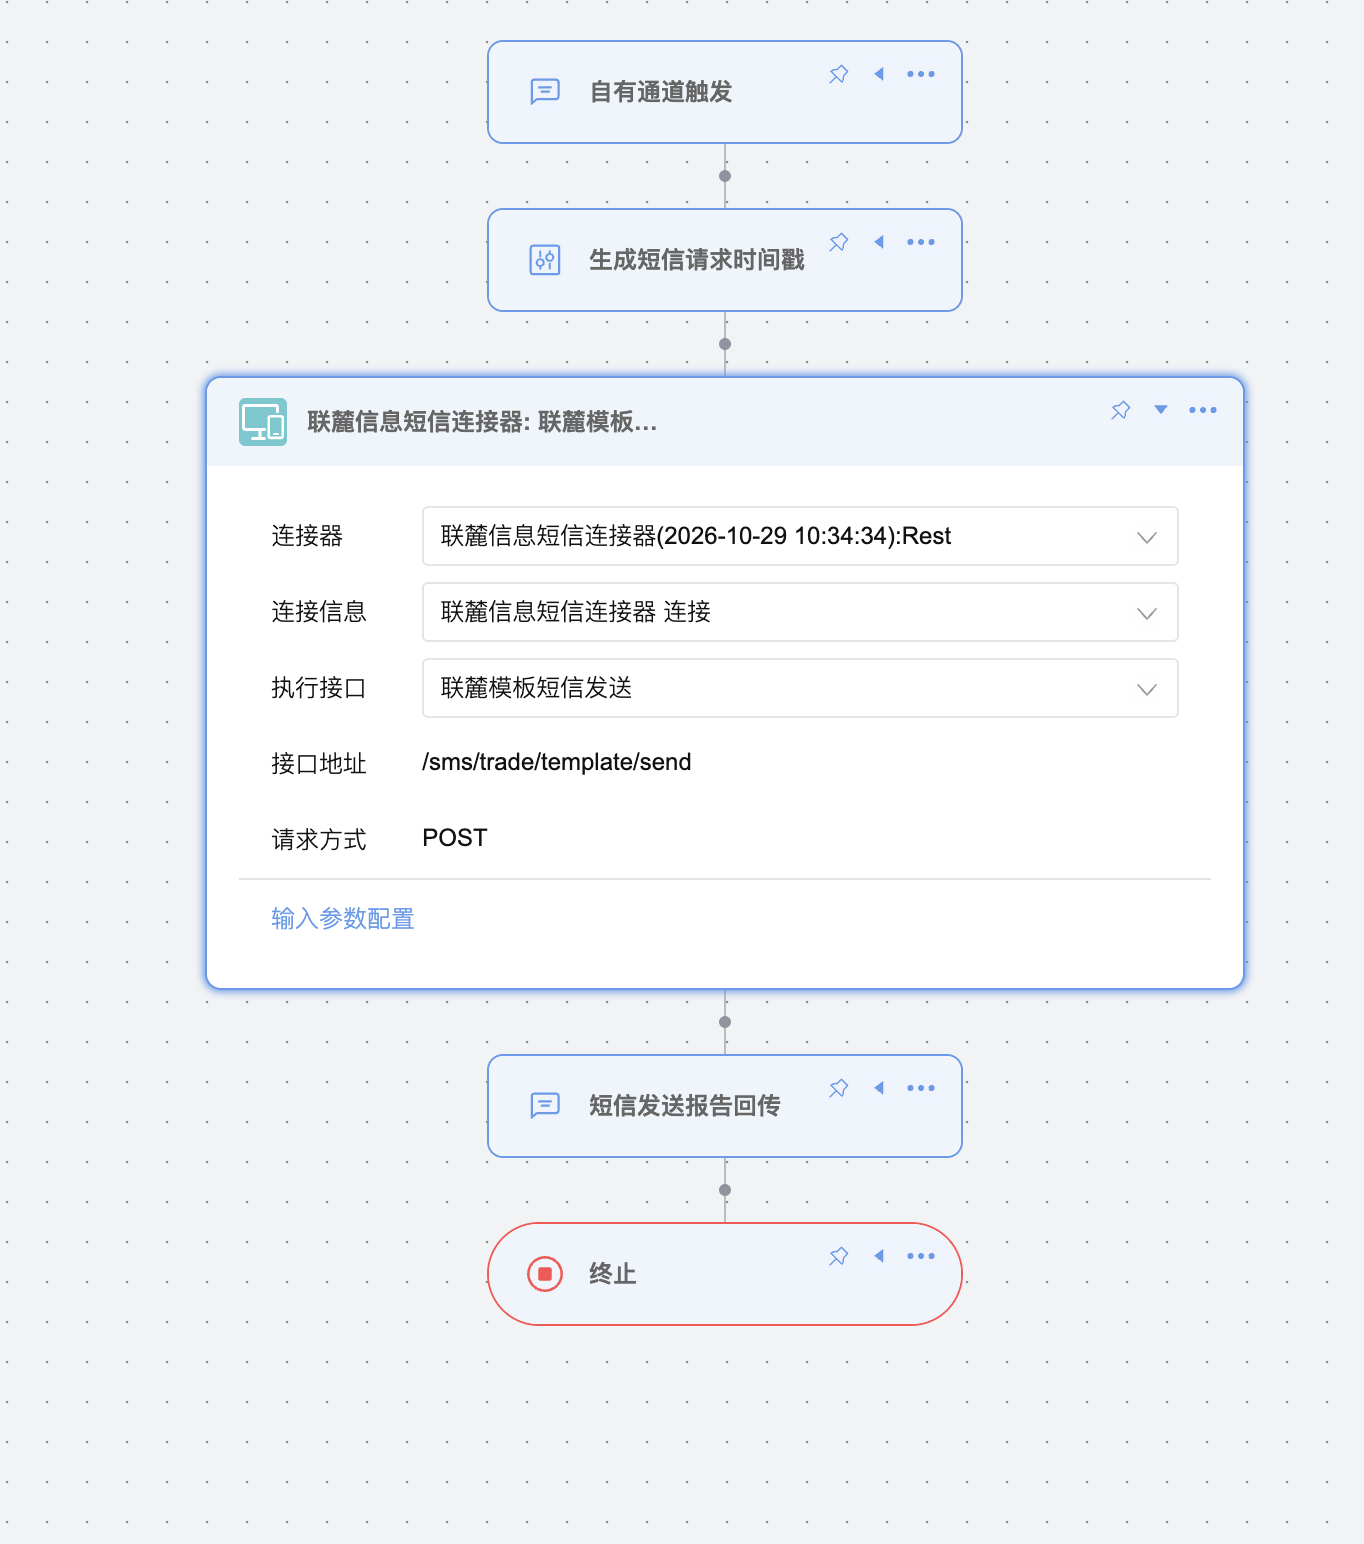 自有通道触发
生成短信请求时间戳
联麓信息短信连接器: 联麓模板...
连接器
联麓信息短信连接器(2026-10-29 10:34:34):Rest
连接信息
联麓信息短信连接器 连接
执行接口
联麓模板短信发送
接口地址
/sms/trade/template/send
请求方式
POST
输入参数配置
短信发送报告回传
终止